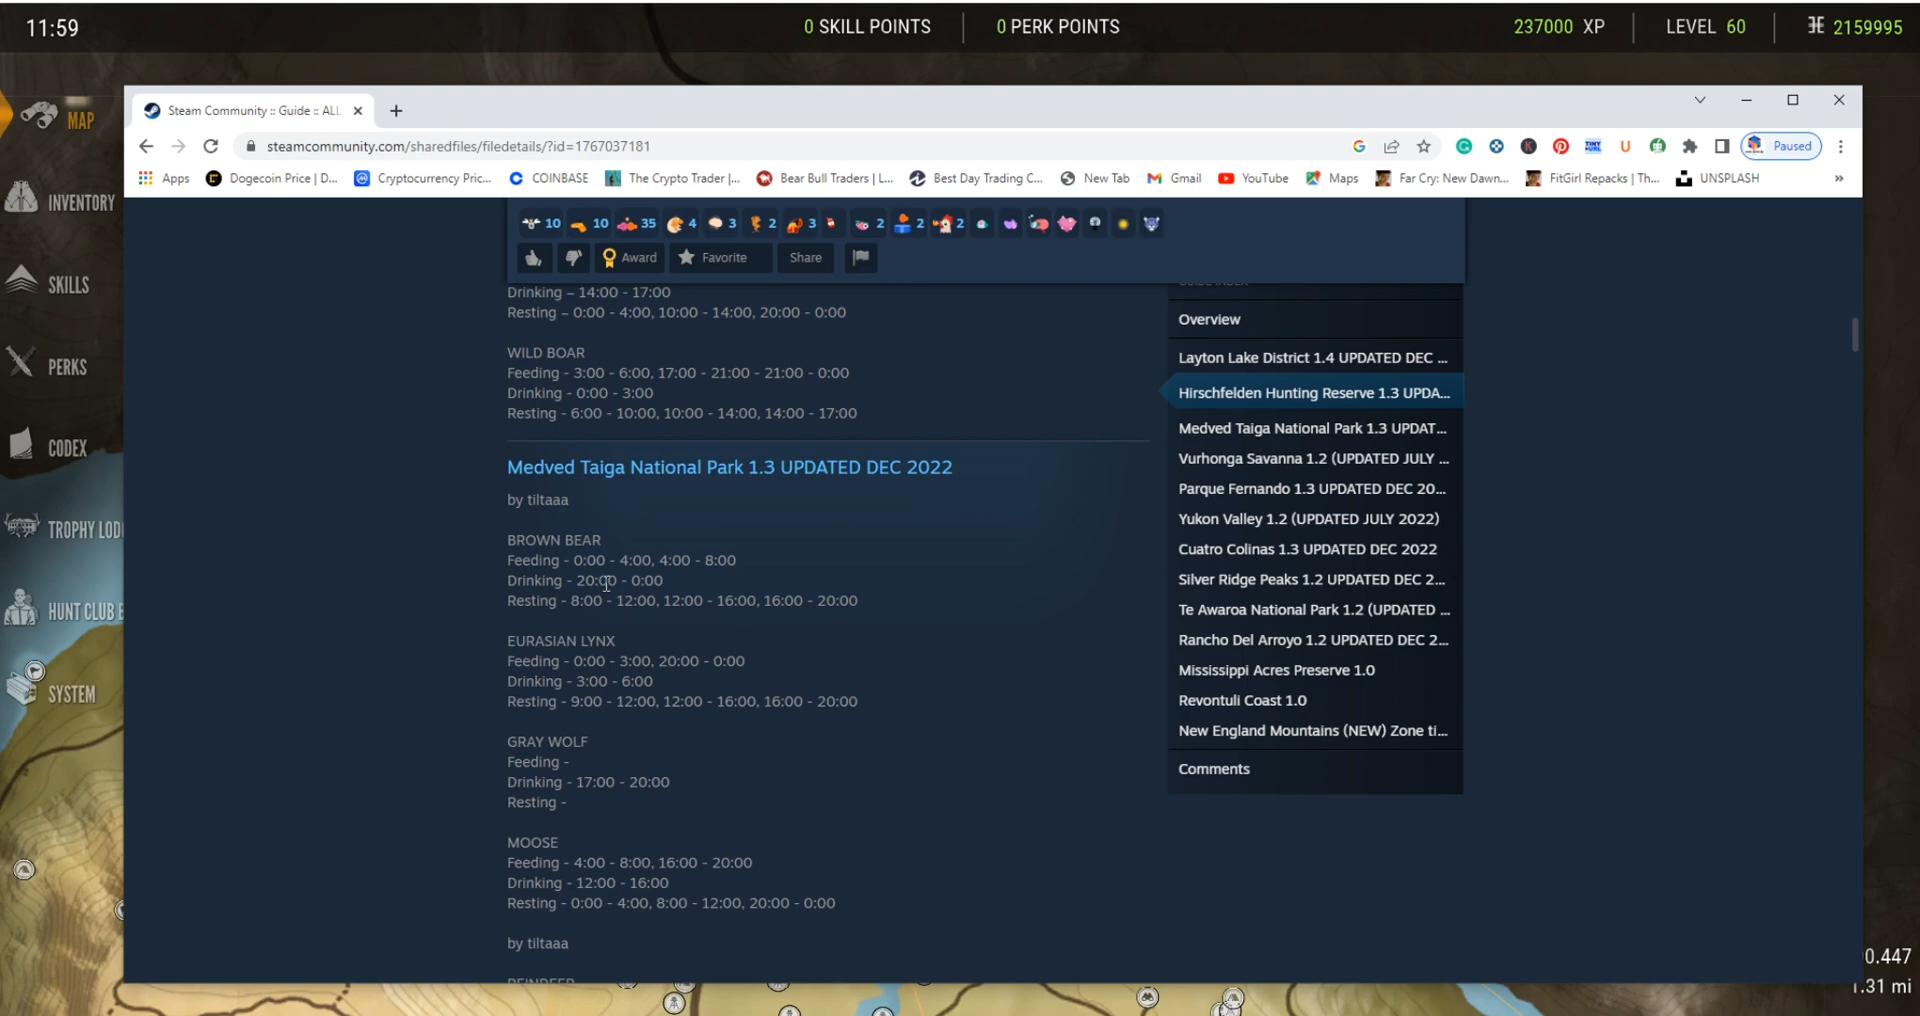 11:59
0 SKILL POINTS
0 PERK POINTS
237000 XP
LEVEL 60
2159995
Steam Community :: Guide :: ALL
steamcommunity.com/sharedfiles/filedetails/?id=1767037181
Paused
Apps
Dogecoin Price | D...
Cryptocurrency Pric...
COINBASE
The Crypto Trader |...
Bear Bull Traders | L...
Best Day Trading C...
New Tab
Gmail
YouTube
Maps
Far Cry: New Dawn...
FitGirl Repacks | Th...
UNSPLASH
»
MAP
INVENTORY
SKILLS
PERKS
CODEX
TROPHY LOD
HUNT CLUB B
SYSTEM
10 10 35 4 3 2 3 2 2 2
Award
Favorite
Share
Drinking – 14:00 - 17:00
Resting – 0:00 - 4:00, 10:00 - 14:00, 20:00 - 0:00
WILD BOAR
Feeding - 3:00 - 6:00, 17:00 - 21:00 - 21:00 - 0:00
Drinking - 0:00 - 3:00
Resting - 6:00 - 10:00, 10:00 - 14:00, 14:00 - 17:00
Medved Taiga National Park 1.3 UPDATED DEC 2022
by tiltaaa
BROWN BEAR
Feeding - 0:00 - 4:00, 4:00 - 8:00
Drinking - 20:00 - 0:00
Resting - 8:00 - 12:00, 12:00 - 16:00, 16:00 - 20:00
EURASIAN LYNX
Feeding - 0:00 - 3:00, 20:00 - 0:00
Drinking - 3:00 - 6:00
Resting - 9:00 - 12:00, 12:00 - 16:00, 16:00 - 20:00
GRAY WOLF
Feeding -
Drinking - 17:00 - 20:00
Resting -
MOOSE
Feeding - 4:00 - 8:00, 16:00 - 20:00
Drinking - 12:00 - 16:00
Resting - 0:00 - 4:00, 8:00 - 12:00, 20:00 - 0:00
by tiltaaa
REINDEER
GUIDE INDEX
Overview
Layton Lake District 1.4 UPDATED DEC ...
Hirschfelden Hunting Reserve 1.3 UPDA...
Medved Taiga National Park 1.3 UPDAT...
Vurhonga Savanna 1.2 (UPDATED JULY ...
Parque Fernando 1.3 UPDATED DEC 20...
Yukon Valley 1.2 (UPDATED JULY 2022)
Cuatro Colinas 1.3 UPDATED DEC 2022
Silver Ridge Peaks 1.2 UPDATED DEC 2...
Te Awaroa National Park 1.2 (UPDATED ...
Rancho Del Arroyo 1.2 UPDATED DEC 2...
Mississippi Acres Preserve 1.0
Revontuli Coast 1.0
New England Mountains (NEW) Zone ti...
Comments
0.447
1.31 mi